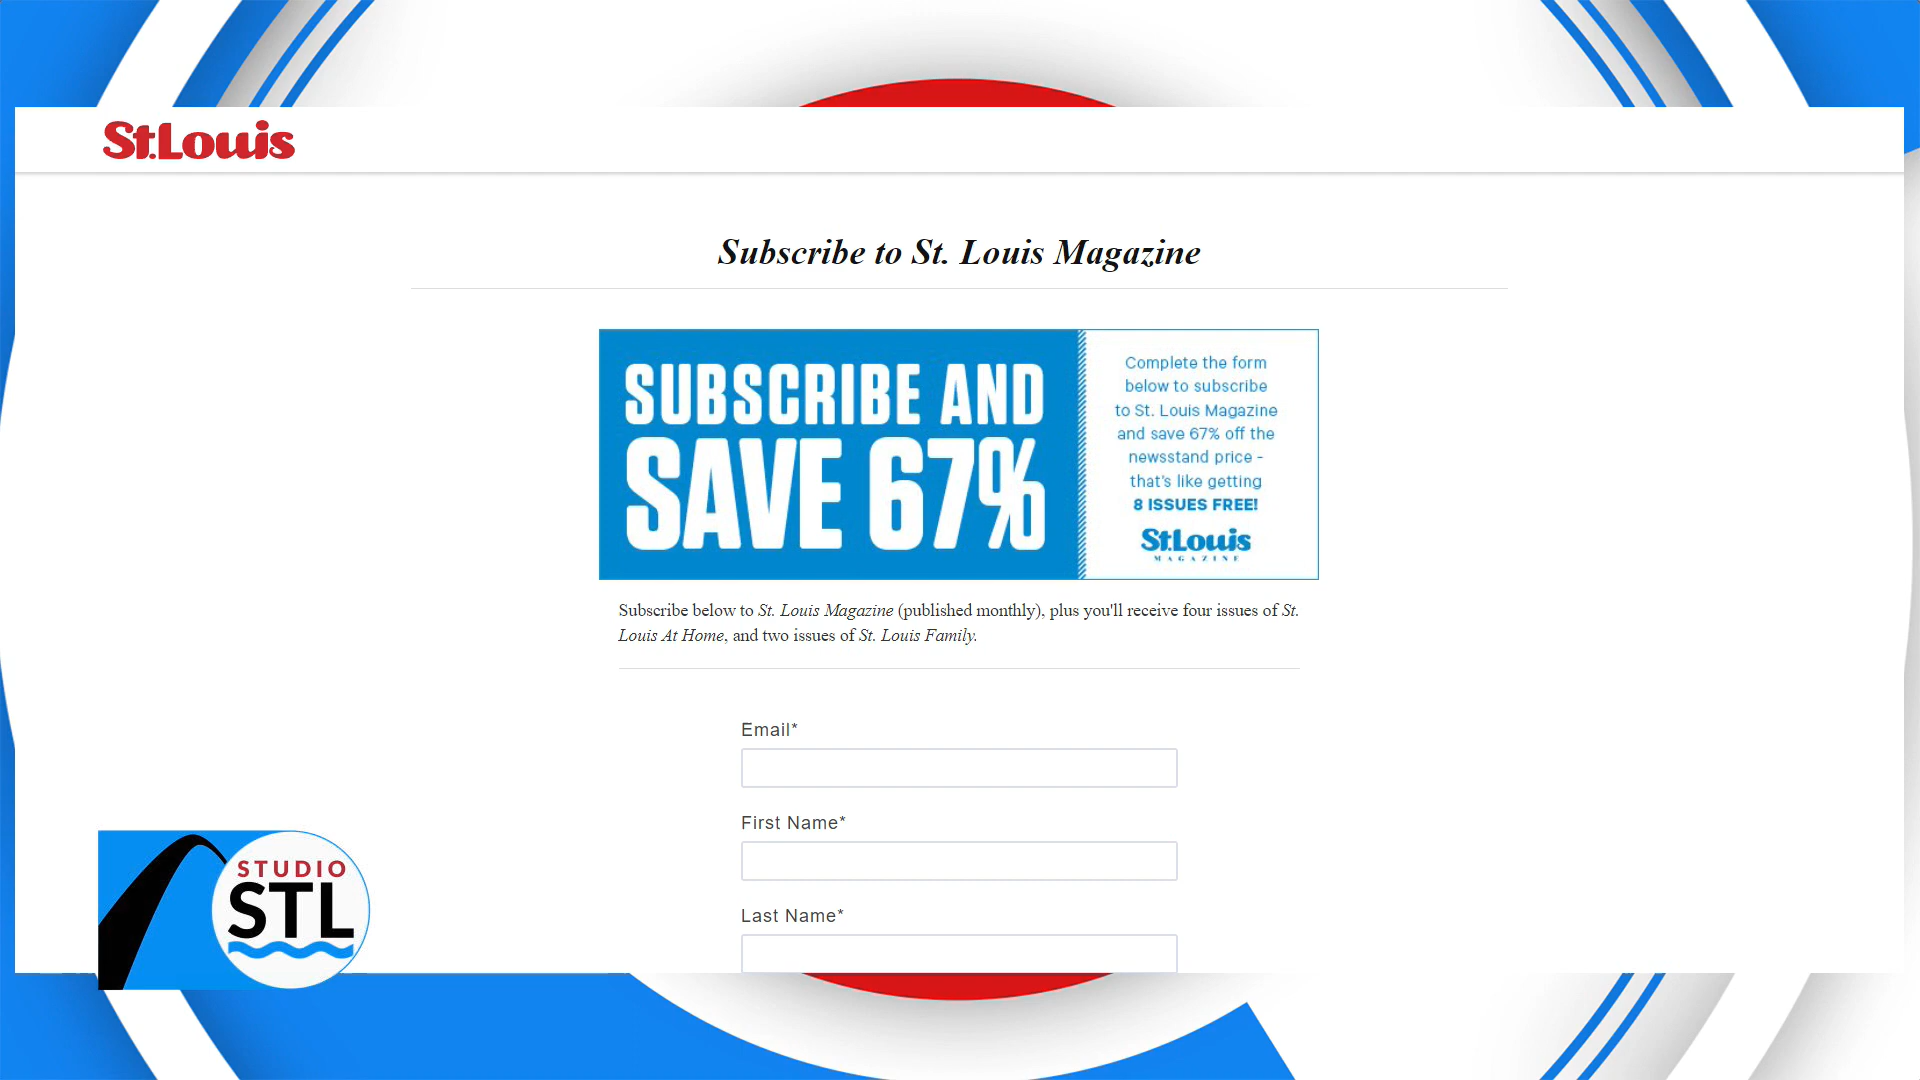 St.Louis
Subscribe to St. Louis Magazine
SUBSCRIBE AND
SAVE 67%
Complete the form
below to subscribe
to St. Louis Magazine
and save 67% off the
newsstand price -
that's like getting
8 ISSUES FREE!
St.Louis
MAGAZINE
Subscribe below to St. Louis Magazine (published monthly), plus you'll receive four issues of St.
Louis At Home, and two issues of St. Louis Family.
Email*
First Name*
Last Name*
STUDIO
STL